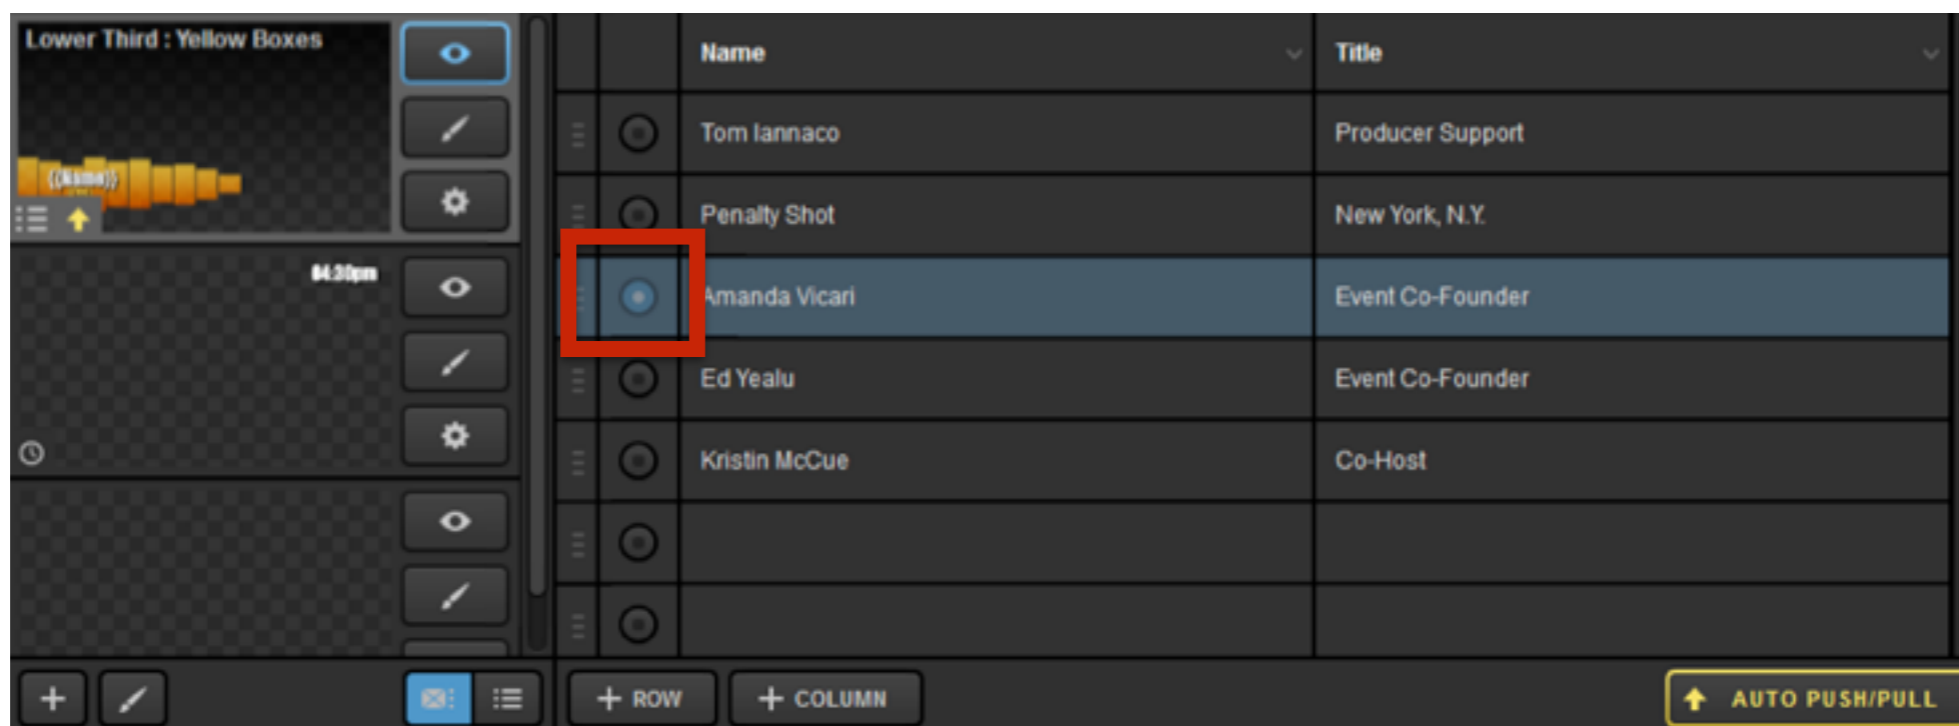 Lower Third : Yellow Boxes
{{Name}}
04:30pm
Name
Title
Tom Iannaco
Producer Support
Penalty Shot
New York, N.Y.
Amanda Vicari
Event Co-Founder
Ed Yealu
Event Co-Founder
Kristin McCue
Co-Host
ROW
COLUMN
AUTO PUSH/PULL